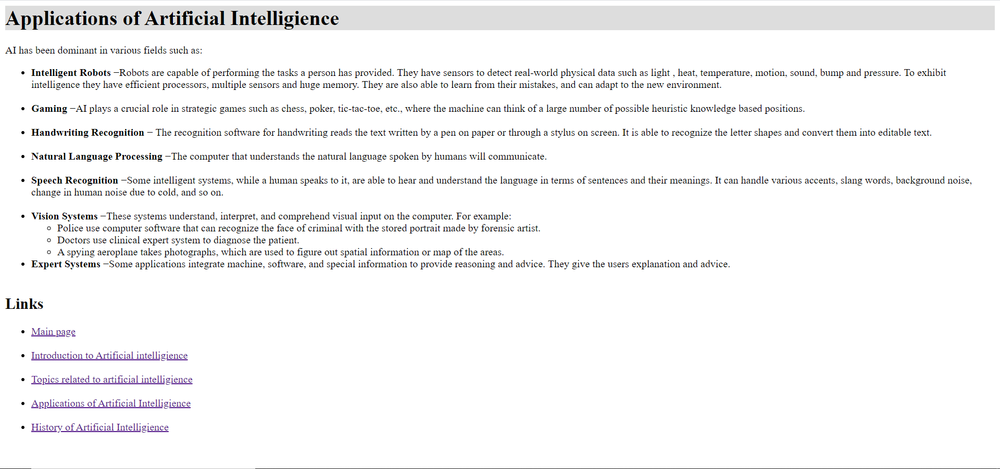 Applications of Artificial Intelligience
AI has been dominant in various fields such as:
• Intelligent Robots −Robots are capable of performing the tasks a person has provided. They have sensors to detect real-world physical data such as light , heat, temperature, motion, sound, bump and pressure. To exhibit
intelligence they have efficient processors, multiple sensors and huge memory. They are also able to learn from their mistakes, and can adapt to the new environment.
• Gaming −AI plays a crucial role in strategic games such as chess, poker, tic-tac-toe, etc., where the machine can think of a large number of possible heuristic knowledge based positions.
• Handwriting Recognition − The recognition software for handwriting reads the text written by a pen on paper or through a stylus on screen. It is able to recognize the letter shapes and convert them into editable text.
• Natural Language Processing −The computer that understands the natural language spoken by humans will communicate.
• Speech Recognition −Some intelligent systems, while a human speaks to it, are able to hear and understand the language in terms of sentences and their meanings. It can handle various accents, slang words, background noise,
change in human noise due to cold, and so on.
• Vision Systems −These systems understand, interpret, and comprehend visual input on the computer. For example:
◦ Police use computer software that can recognize the face of criminal with the stored portrait made by forensic artist.
◦ Doctors use clinical expert system to diagnose the patient.
◦ A spying aeroplane takes photographs, which are used to figure out spatial information or map of the areas.
• Expert Systems −Some applications integrate machine, software, and special information to provide reasoning and advice. They give the users explanation and advice.
Links
• Main page
• Introduction to Artificial intelligience
• Topics related to artificial intelligience
• Applications of Artificial Intelligience
• History of Artificial Intelligience